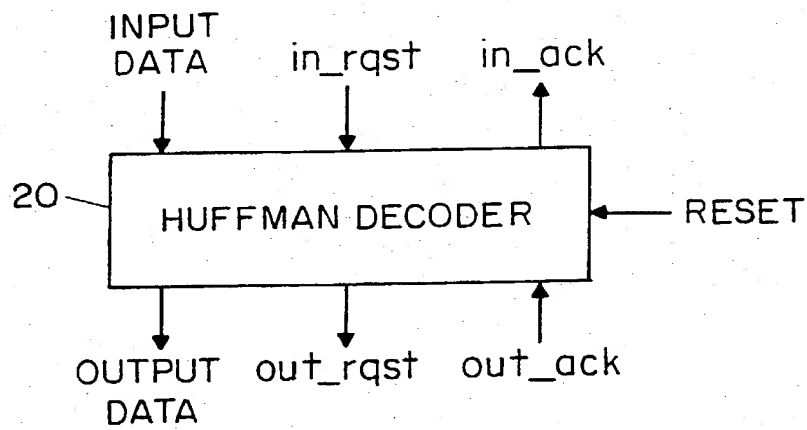 INPUT
DATA
in_rqst
in_ack
20
HUFFMAN DECODER
RESET
OUTPUT
DATA
out_rqst
out_ack